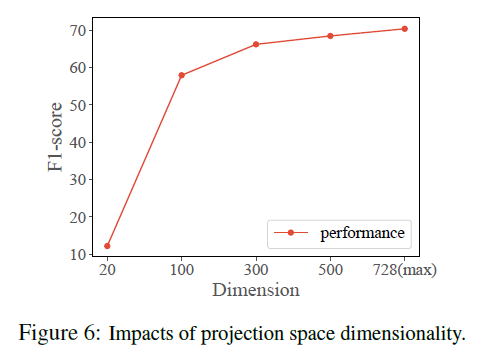 70
60
50
40
30
20
10
F1-score
performance
20 100 300 500 728(max)
Dimension
Figure 6: Impacts of projection space dimensionality.